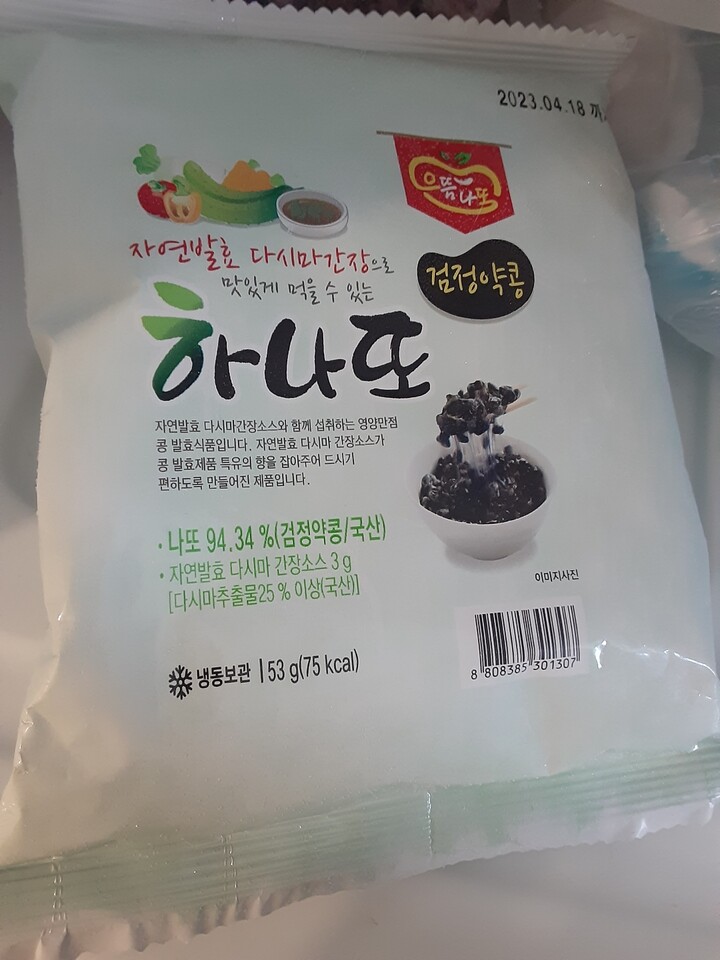 2023.04.18 까지
으뜸나또
자연발효 다시마간장으로
맛있게 먹을 수 있는
검정약콩
하나또
자연발효 다시마간장소스와 함께 섭취하는 영양만점
콩 발효식품입니다. 자연발효 다시마 간장소스가
콩 발효제품 특유의 향을 잡아주어 드시기
편하도록 만들어진 제품입니다.
• 나또 94.34 %(검정약콩/국산)
• 자연발효 다시마 간장소스 3 g
[다시마추출물25 % 이상(국산)]
이미지사진
냉동보관 | 53 g(75 kcal)
8 808385 301307